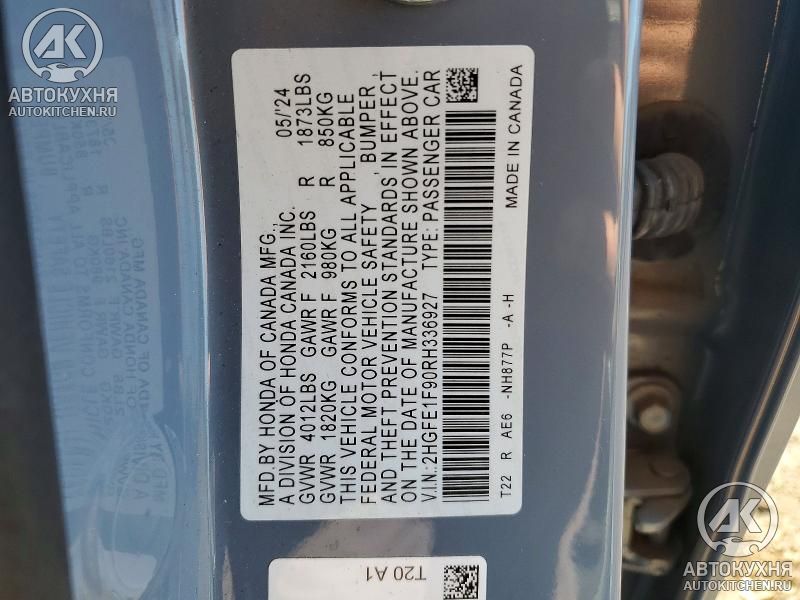 AK
АВТОКУХНЯ
AUTOKITCHEN.RU
MFD.BY HONDA OF CANADA MFG., 05/'24
A DIVISION OF HONDA CANADA INC.
GVWR 4012LBS GAWR F 2160LBS R 1873LBS
GVWR 1820KG GAWR F 980KG R 850KG
THIS VEHICLE CONFORMS TO ALL APPLICABLE
FEDERAL MOTOR VEHICLE SAFETY, BUMPER,
AND THEFT PREVENTION STANDARDS IN EFFECT
ON THE DATE OF MANUFACTURE SHOWN ABOVE.
V.I.N.:2HGFE1F90RH336927 TYPE: PASSENGER CAR
T22 R AE6 -NH877P -A -H MADE IN CANADA
T20 A1
AK
АВТОКУХНЯ
AUTOKITCHEN.RU